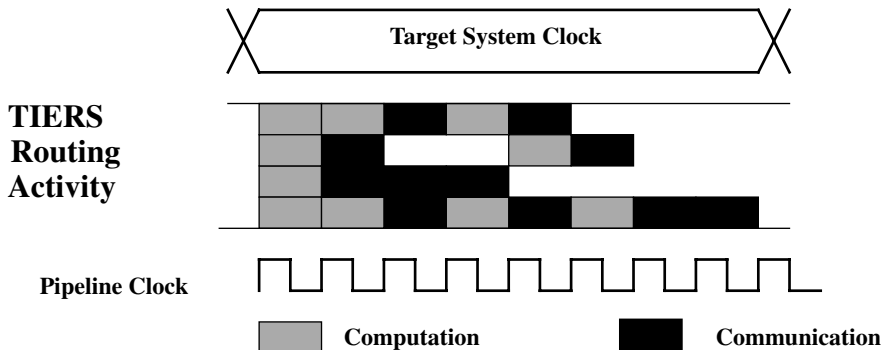 Target System Clock
TIERS
Routing
Activity
Pipeline Clock
Computation
Communication